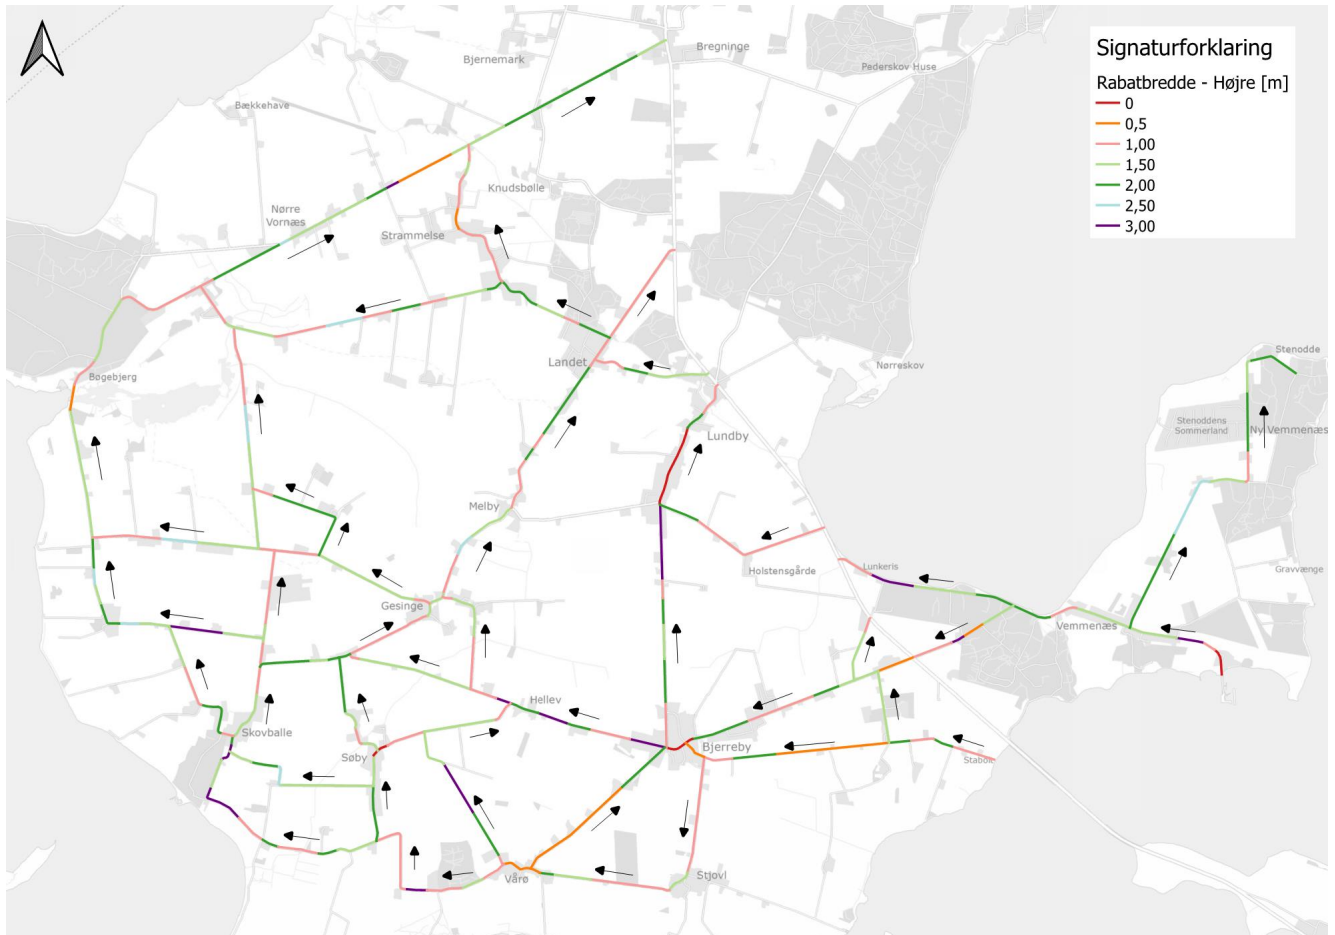 Signaturforklaring
Rabatbredde - Højre [m]
0
0,5
1,00
1,50
2,00
2,50
3,00
Bregninge
Bjernemark
Pederskov Huse
Bækkehave
Knudsbølle
Nørre
Vornæs
Strammelse
Stenodde
Landet
Nørreskov
Bøgebjerg
Stenoddens
Sommerland
Ny Vemmenæs
Lundby
Melby
Holstensgårde
Lunkeris
Gravvænge
Gesinge
Vemmenæs
Hellev
Skovballe
Søby
Bjerreby
Vårø
Stjovl